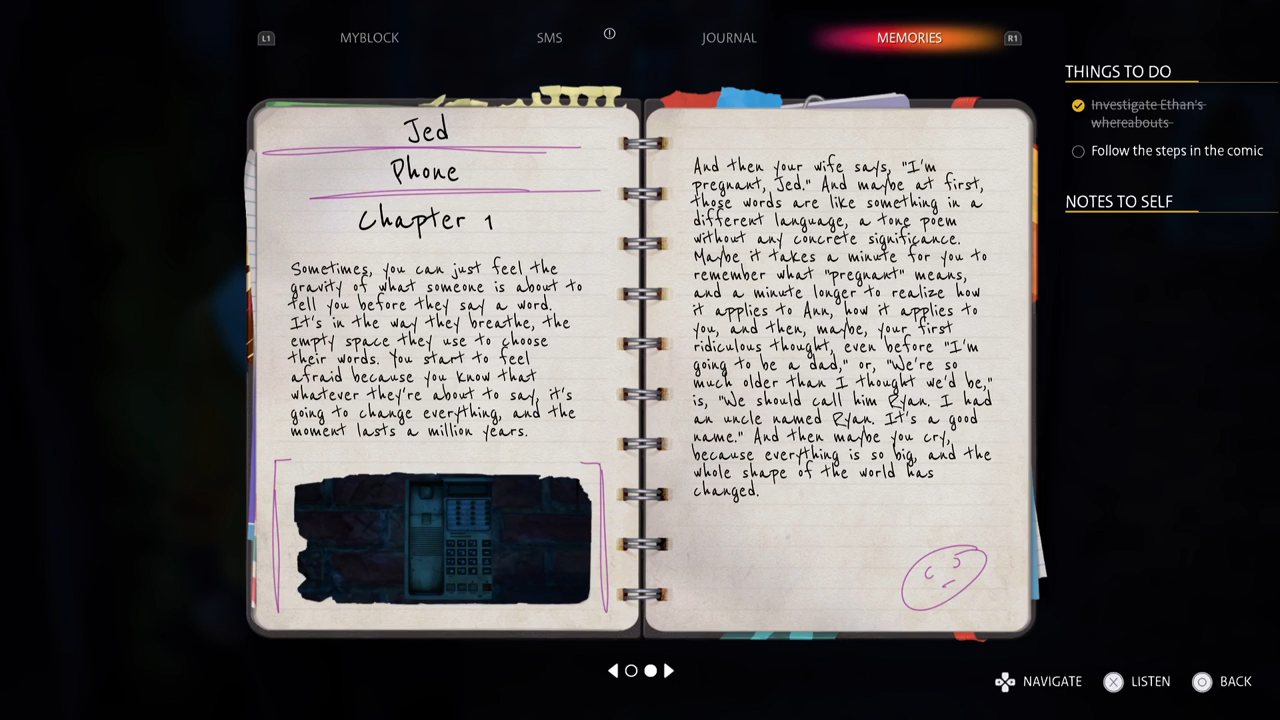 L1
MYBLOCK
SMS
JOURNAL
MEMORIES
R1
THINGS TO DO
Investigate Ethan's
whereabouts
Follow the steps in the comic
NOTES TO SELF
Jed
Phone
Chapter 1
Sometimes, you can just feel the
gravity of what someone is about to
tell you before they say a word.
It's in the way they breathe, the
empty space they use to choose
their words. You start to feel
afraid because you know that
whatever they're about to say, it's
going to change everything, and the
moment lasts a million years.
And then your wife says, "I'm
pregnant, Jed." And maybe at first,
those words are like something in a
different language, a tone poem
without any concrete significance.
Maybe it takes a minute for you to
remember what "pregnant" means,
and a minute longer to realize how
it applies to Ann, how it applies to
you, and then, maybe, your first
ridiculous thought, even before "I'm
going to be a dad," or, "We're so
much older than I thought we'd be,"
is, "We should call him Ryan. I had
an uncle named Ryan. It's a good
name." And then maybe you cry,
because everything is so big, and the
whole shape of the world has
changed.
NAVIGATE
LISTEN
BACK